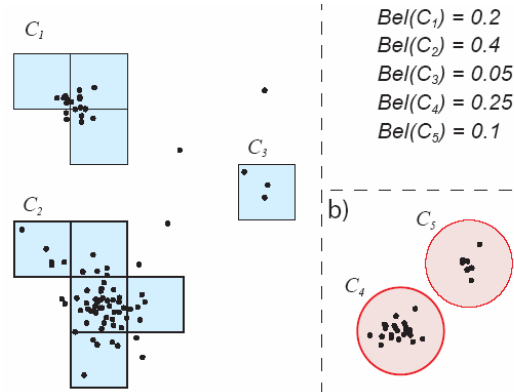 C₁
C₂
C₃
Bel(C₁) = 0.2
Bel(C₂) = 0.4
Bel(C₃) = 0.05
Bel(C₄) = 0.25
Bel(C₅) = 0.1
b)
C₅
C₄